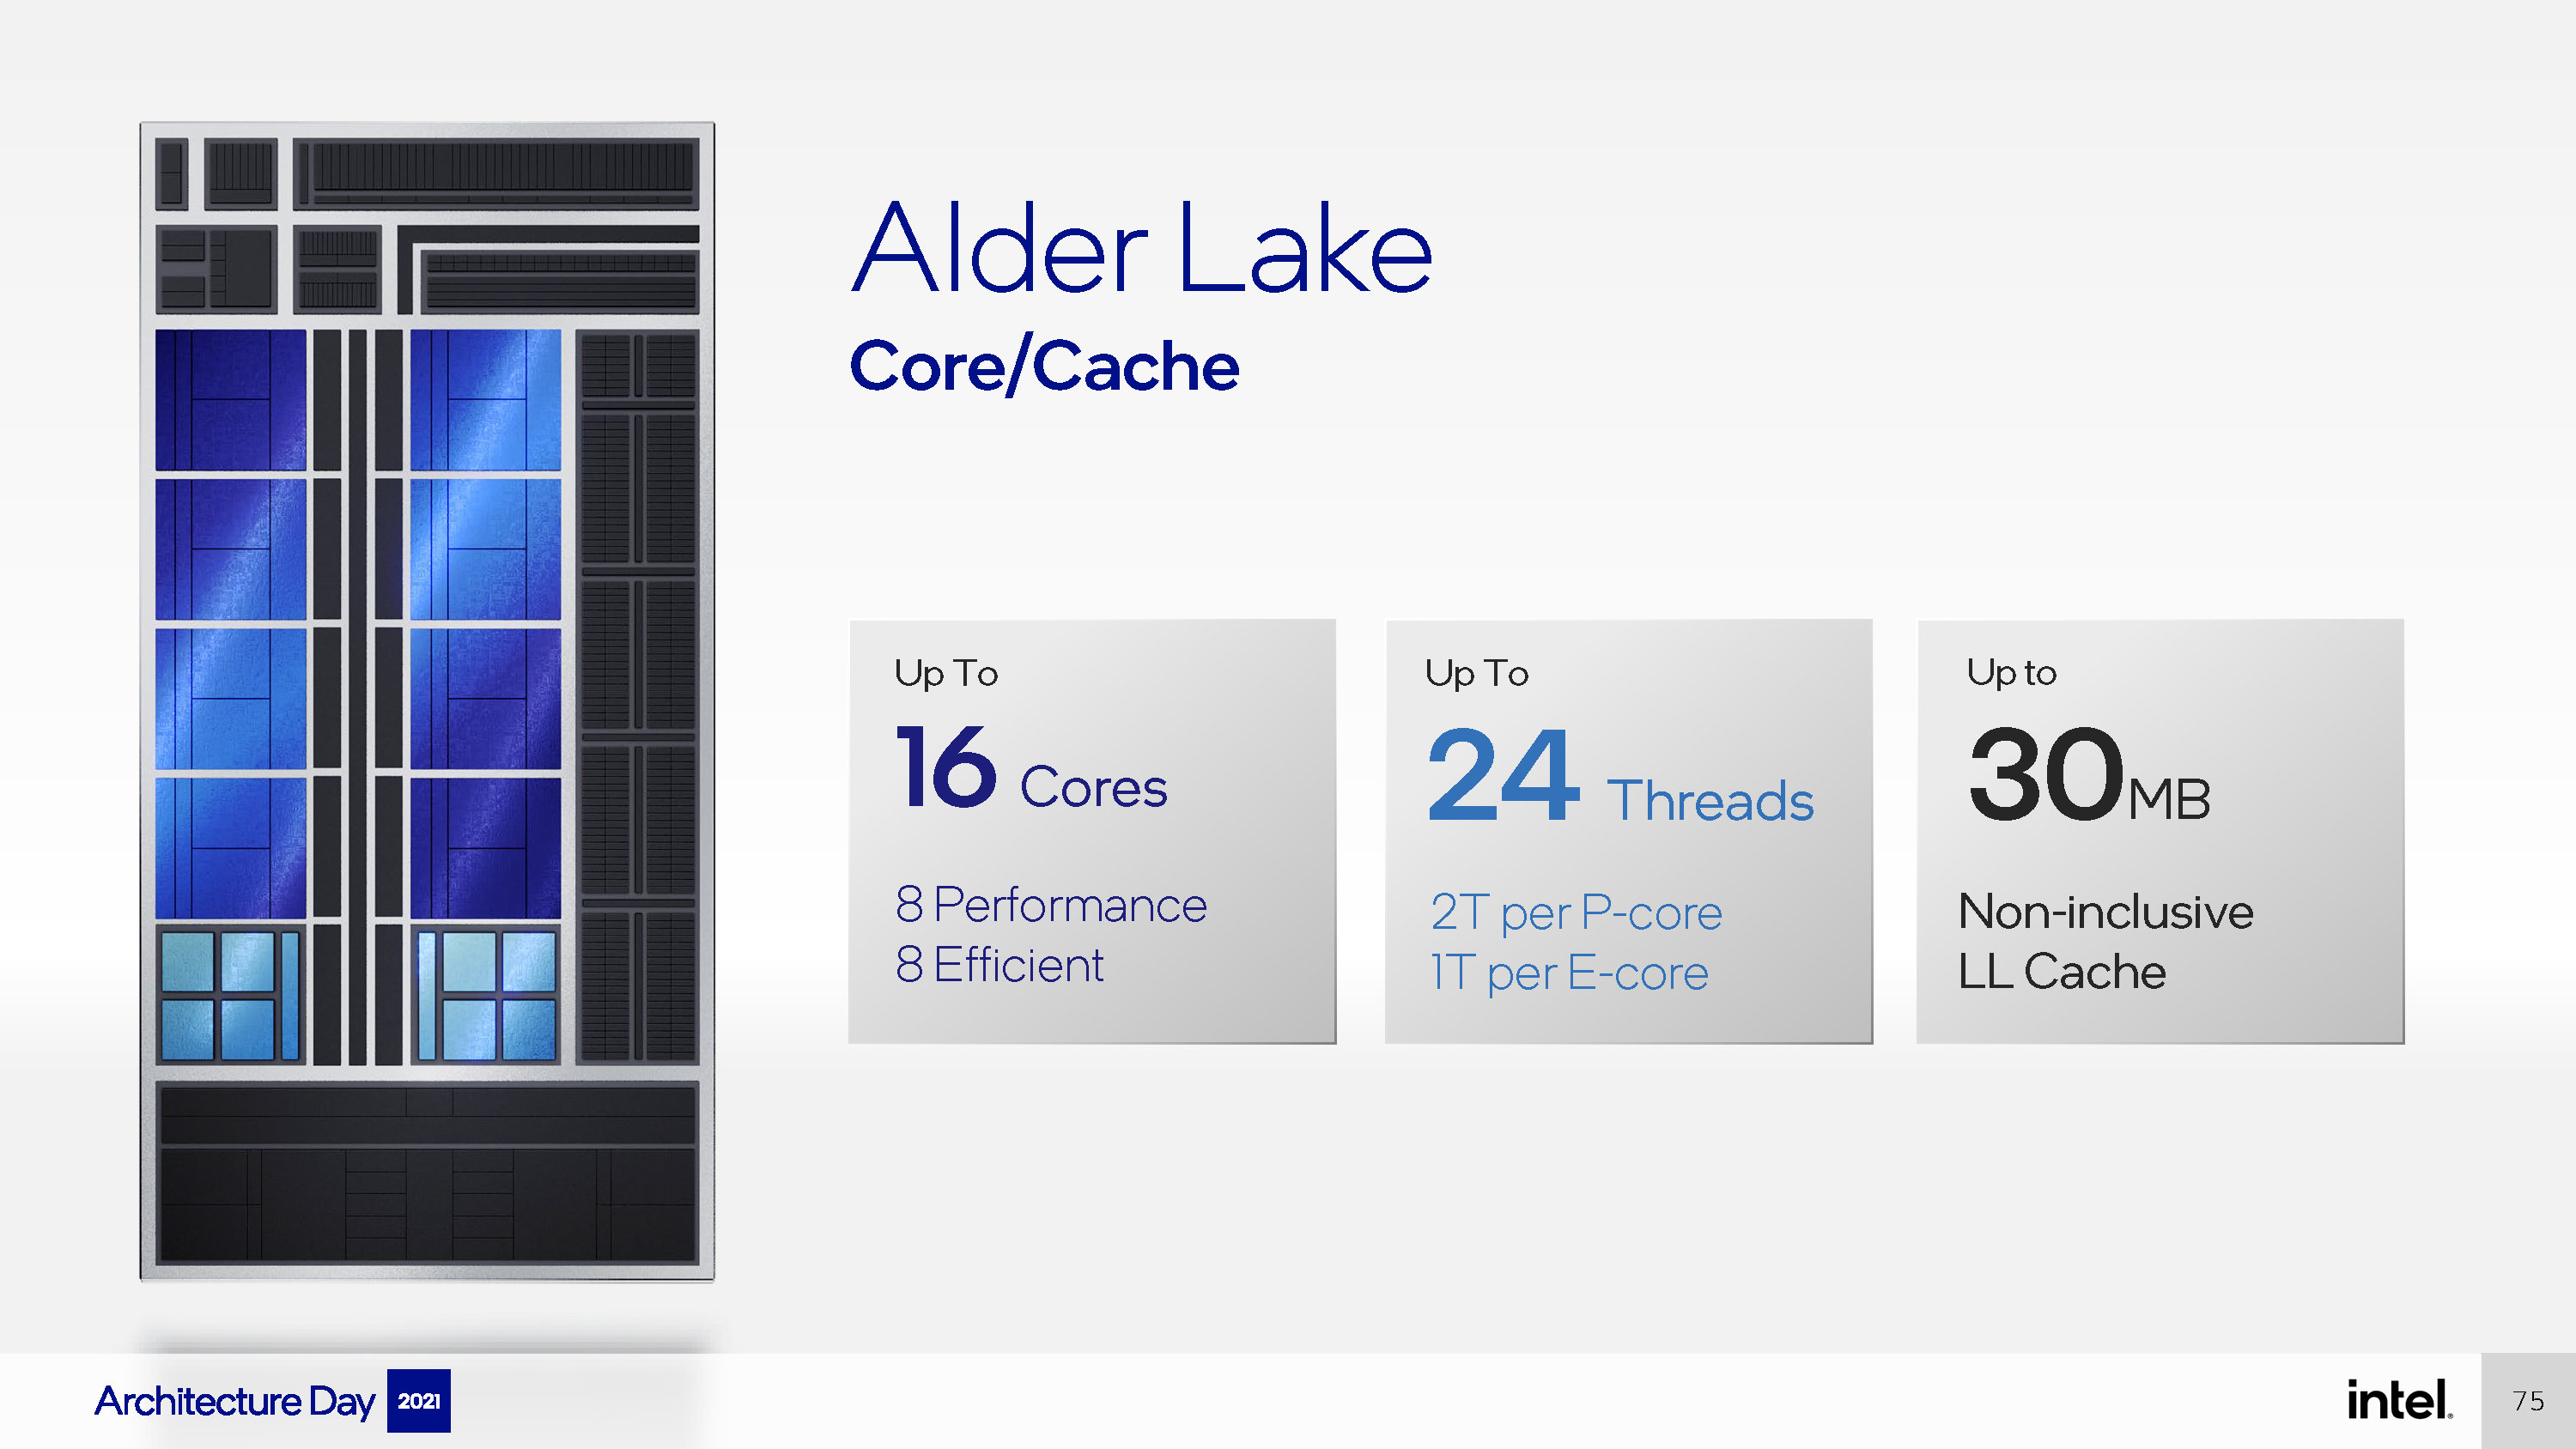 Alder Lake
Core/Cache
Up To
16 Cores
8 Performance
8 Efficient
Up To
24 Threads
2T per P-core
1T per E-core
Up to
30MB
Non-inclusive
LL Cache
Architecture Day 2021
intel.
75